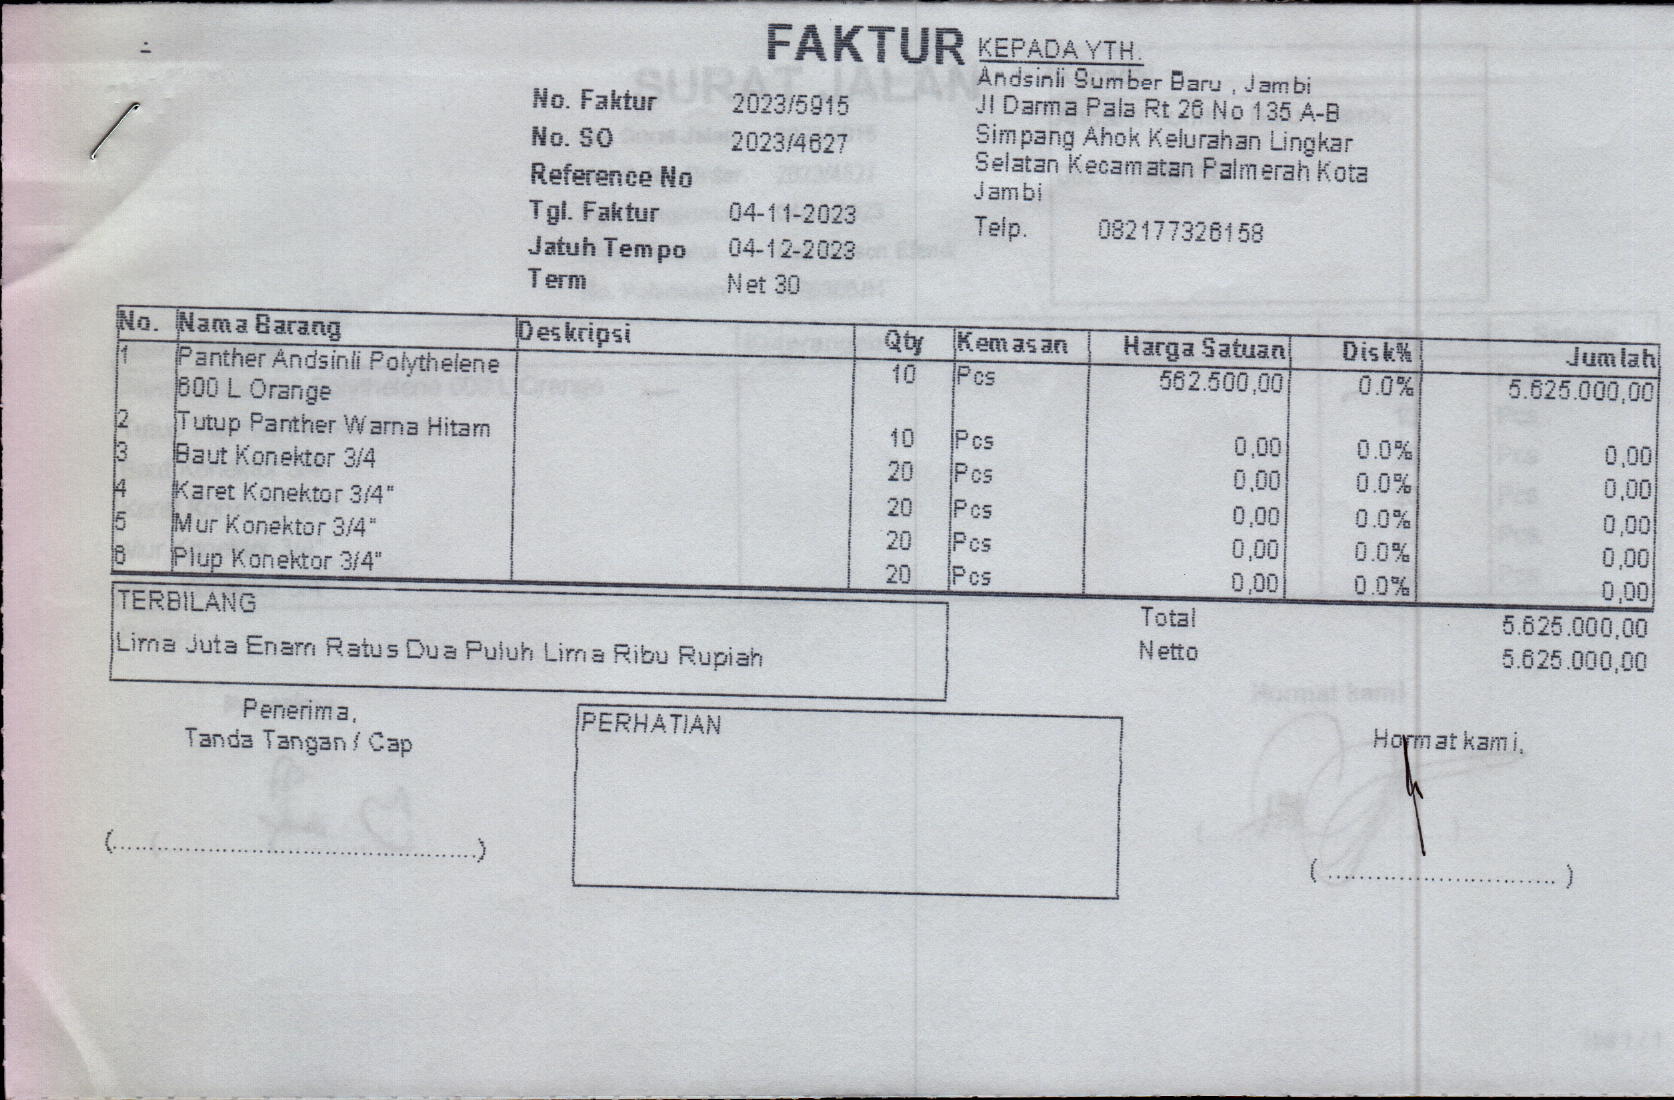 FAKTUR
KEPADA YTH.
Andsinli Sumber Baru , Jambi
Jl Darma Pala Rt 26 No 135 A-B
Simpang Ahok Kelurahan Lingkar
Selatan Kecamatan Palmerah Kota
Jambi
Telp. 082177326158
No. Faktur 2023/5915
No. SO 2023/4627
Reference No
Tgl. Faktur 04-11-2023
Jatuh Tempo 04-12-2023
Term Net 30
No. Nama Barang Deskripsi Qty Kemasan Harga Satuan Disk% Jumlah
1 Panther Andsinli Polythelene 10 Pcs 562.500,00 0.0% 5.625.000,00
600 L Orange
2 Tutup Panther Warna Hitam 10 Pcs 0,00 0.0% 0,00
3 Baut Konektor 3/4 20 Pcs 0,00 0.0% 0,00
4 Karet Konektor 3/4" 20 Pcs 0,00 0.0% 0,00
5 Mur Konektor 3/4" 20 Pcs 0,00 0.0% 0,00
6 Plup Konektor 3/4" 20 Pcs 0,00 0.0% 0,00
TERBILANG
Lima Juta Enam Ratus Dua Puluh Lima Ribu Rupiah
Total 5.625.000,00
Netto 5.625.000,00
Penerima,
Tanda Tangan / Cap
(..................................................)
PERHATIAN
Hormat kami,
(................................)